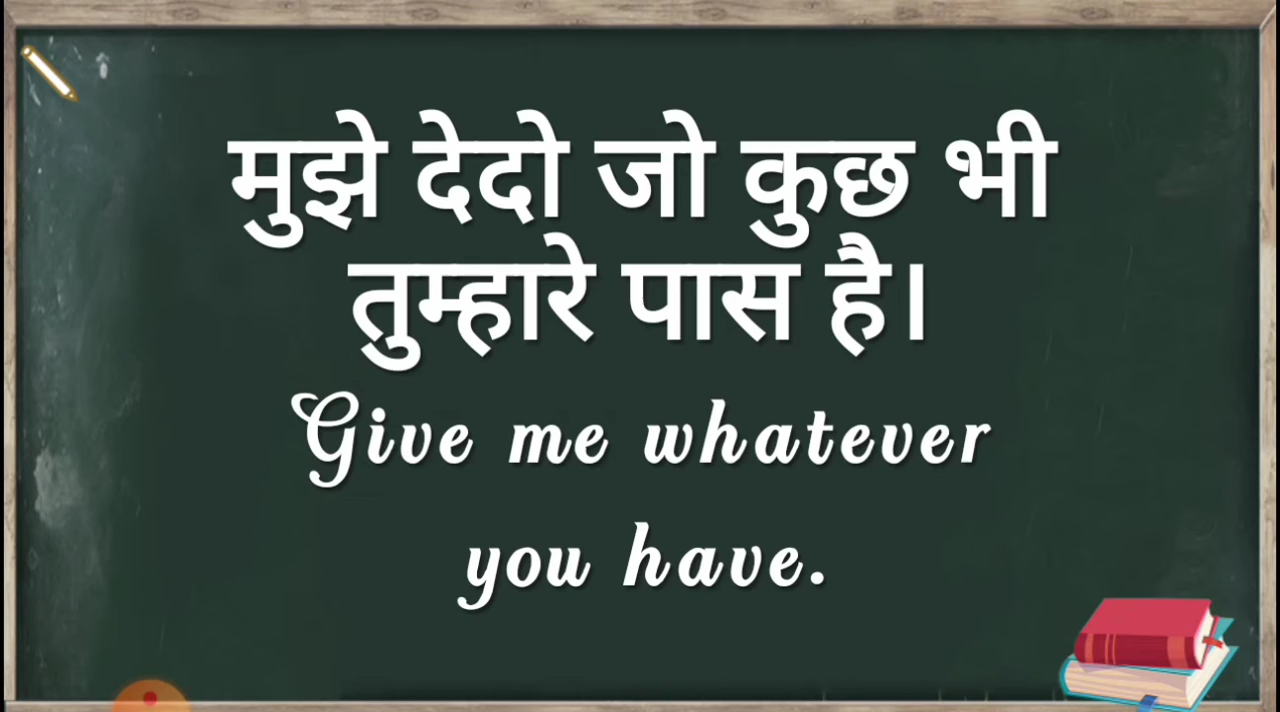 मुझे देदो जो कुछ भी
तुम्हारे पास है।
Give me whatever
you have.